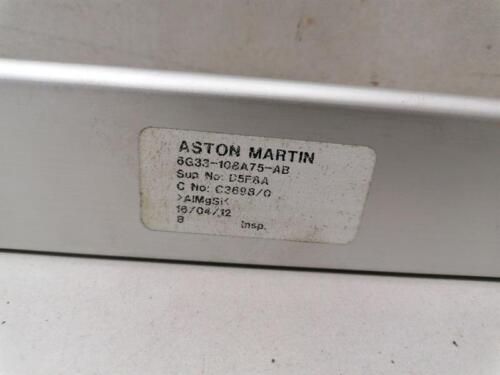 ASTON MARTIN
6G33-108A75-AB
Sup No: D5F8A
C No: C3698/0
>AlMgSi<
16/04/12
8 Insp.